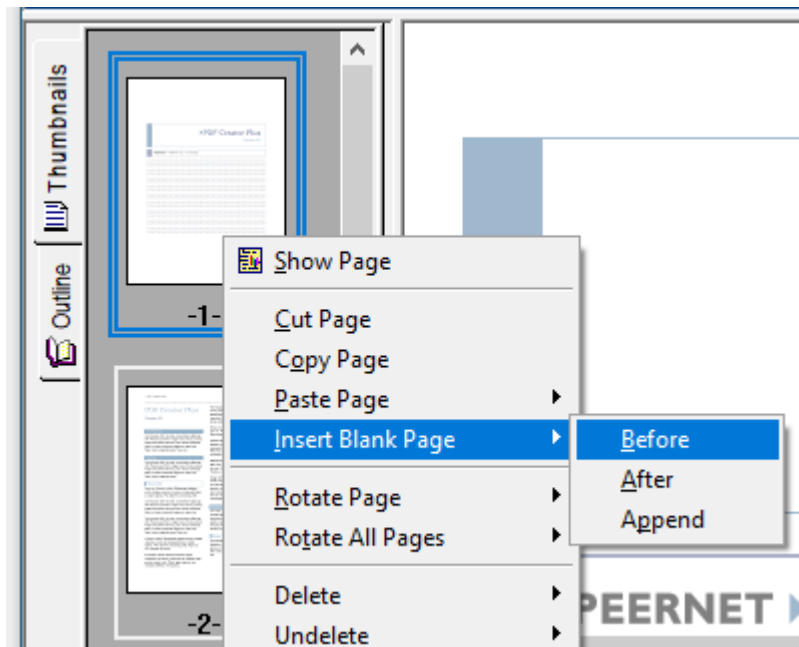 Thumbnails
Outline
-1-
-2-
Show Page
Cut Page
Copy Page
Paste Page
Insert Blank Page
Rotate Page
Rotate All Pages
Delete
Undelete
Before
After
Append
PEERNET